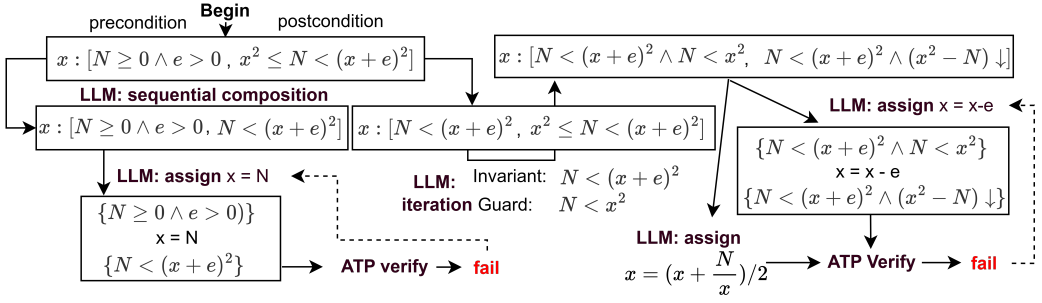 Begin
precondition
postcondition
x : [N ≥ 0 ∧ e > 0 , x² ≤ N < (x + e)²]
LLM: sequential composition
x : [N ≥ 0 ∧ e > 0, N < (x + e)²]
x : [N < (x + e)², x² ≤ N < (x + e)²]
x : [N < (x + e)² ∧ N < x², N < (x + e)² ∧ (x² − N) ↓]
LLM: assign x = N
{N ≥ 0 ∧ e > 0)}
x = N
{N < (x + e)²}
ATP verify
fail
LLM:
iteration
Invariant: N < (x + e)²
Guard: N < x²
LLM: assign
x = (x + N/x)/2
LLM: assign x = x-e
{N < (x + e)² ∧ N < x²}
x = x - e
{N < (x + e)² ∧ (x² − N) ↓}
ATP Verify
fail